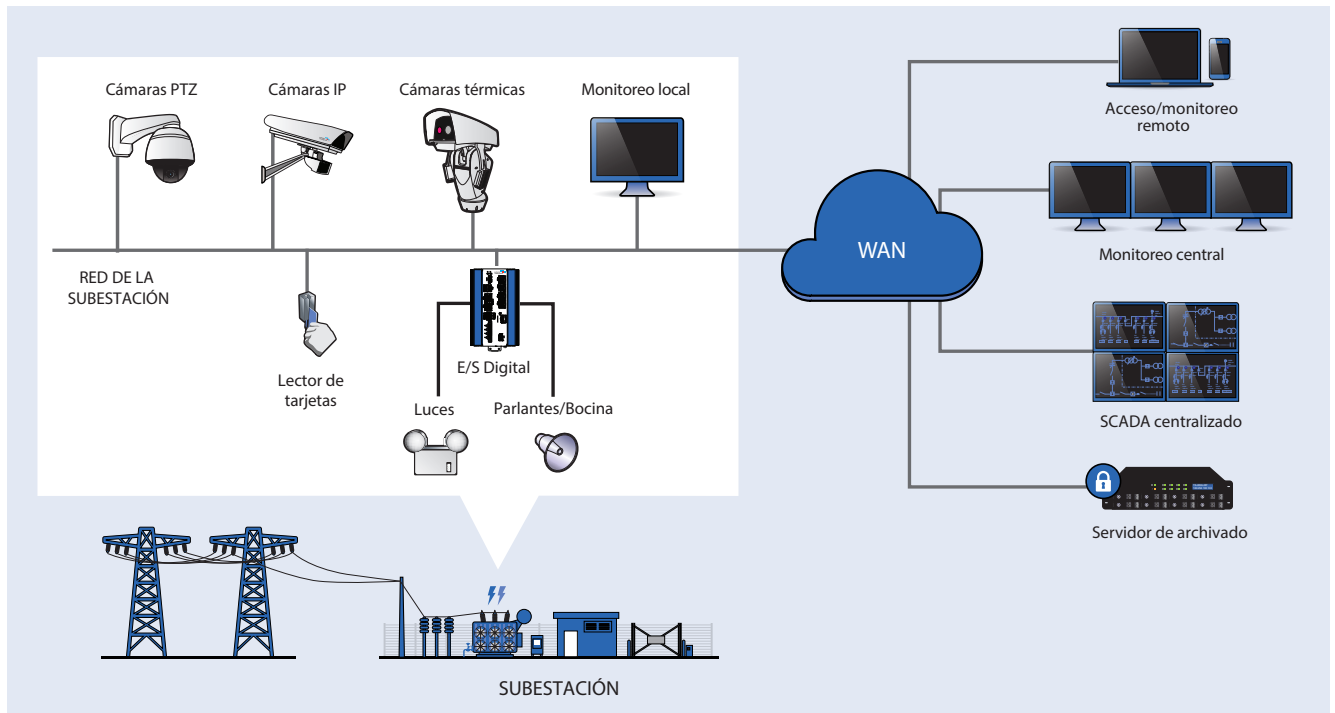 Cámaras PTZ
Cámaras IP
Cámaras térmicas
Monitoreo local
Acceso/monitoreo
remoto
Monitoreo central
WAN
RED DE LA
SUBESTACIÓN
E/S Digital
Lector de
tarjetas
Luces
Parlantes/Bocina
SCADA centralizado
Servidor de archivado
SUBESTACIÓN